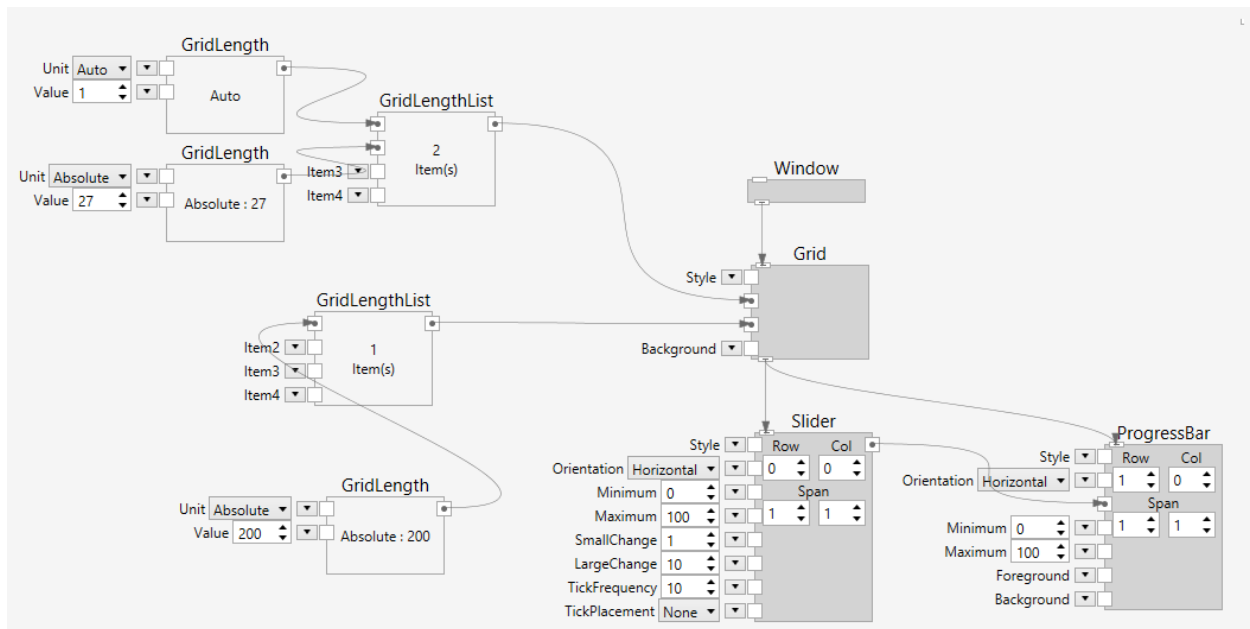 GridLength
Unit Auto
Value 1
Auto
GridLengthList
2
Item(s)
Item3
Item4
GridLength
Unit Absolute
Value 27
Absolute : 27
Window
Grid
Style
Background
GridLengthList
1
Item(s)
Item2
Item3
Item4
GridLength
Unit Absolute
Value 200
Absolute : 200
Slider
Style
Row Col
Orientation Horizontal
0 0
Minimum 0
Span
Maximum 100
1 1
SmallChange 1
LargeChange 10
TickFrequency 10
TickPlacement None
ProgressBar
Style
Row Col
Orientation Horizontal
1 0
Span
Minimum 0
1 1
Maximum 100
Foreground
Background